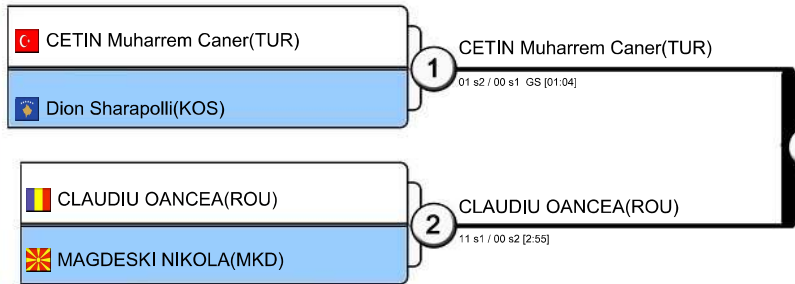 CETIN Muharrem Caner(TUR)
Dion Sharapolli(KOS)
1
CETIN Muharrem Caner(TUR)
01 s2 / 00 s1 GS [01:04]
CLAUDIU OANCEA(ROU)
MAGDESKI NIKOLA(MKD)
2
CLAUDIU OANCEA(ROU)
11 s1 / 00 s2 [2:55]